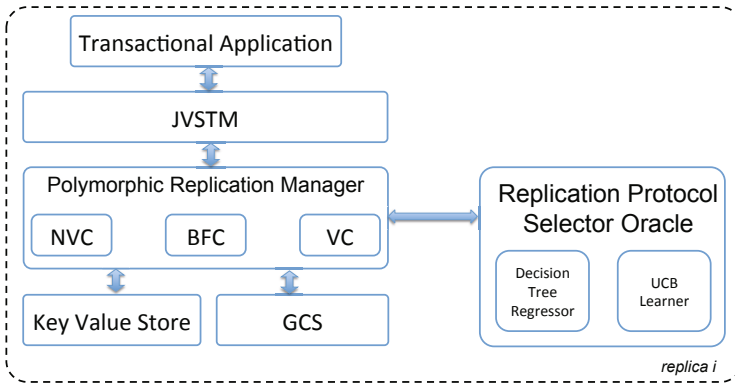 Transactional Application
JVSTM
Polymorphic Replication Manager
NVC
BFC
VC
Key Value Store
GCS
Replication Protocol
Selector Oracle
Decision
Tree
Regressor
UCB
Learner
replica i